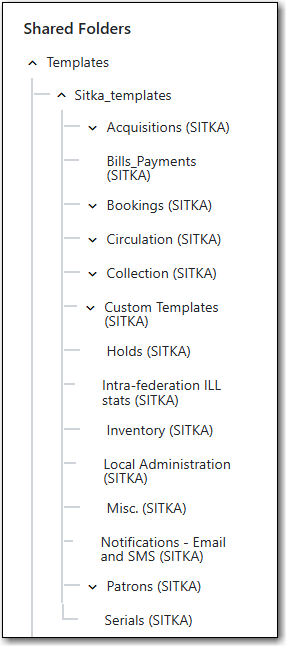 Shared Folders
Templates
Sitka_templates
Acquisitions (SITKA)
Bills_Payments
(SITKA)
Bookings (SITKA)
Circulation (SITKA)
Collection (SITKA)
Custom Templates
(SITKA)
Holds (SITKA)
Intra-federation ILL
stats (SITKA)
Inventory (SITKA)
Local Administration
(SITKA)
Misc. (SITKA)
Notifications - Email
and SMS (SITKA)
Patrons (SITKA)
Serials (SITKA)